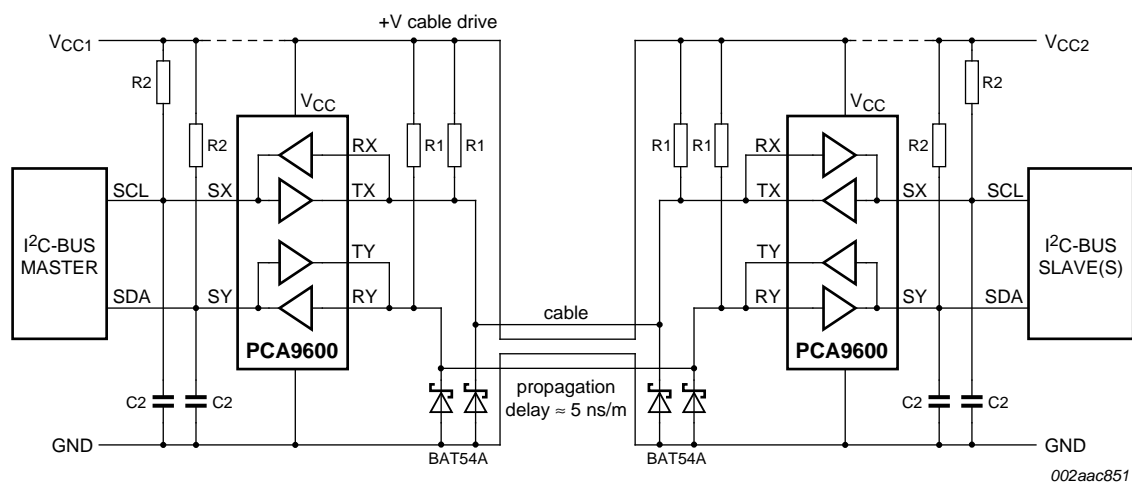 +V cable drive
VCC1
VCC2
R2
R2
VCC
R1
R1
R1
R1
VCC
R2
R2
RX
TX
SCL
SX
RX
TX
SX
SCL
I2C-BUS
MASTER
TY
RY
SDA
SY
TY
RY
SY
SDA
I2C-BUS
SLAVE(S)
PCA9600
cable
PCA9600
propagation
delay ≈ 5 ns/m
C2
C2
C2
C2
GND
BAT54A
BAT54A
GND
002aac851